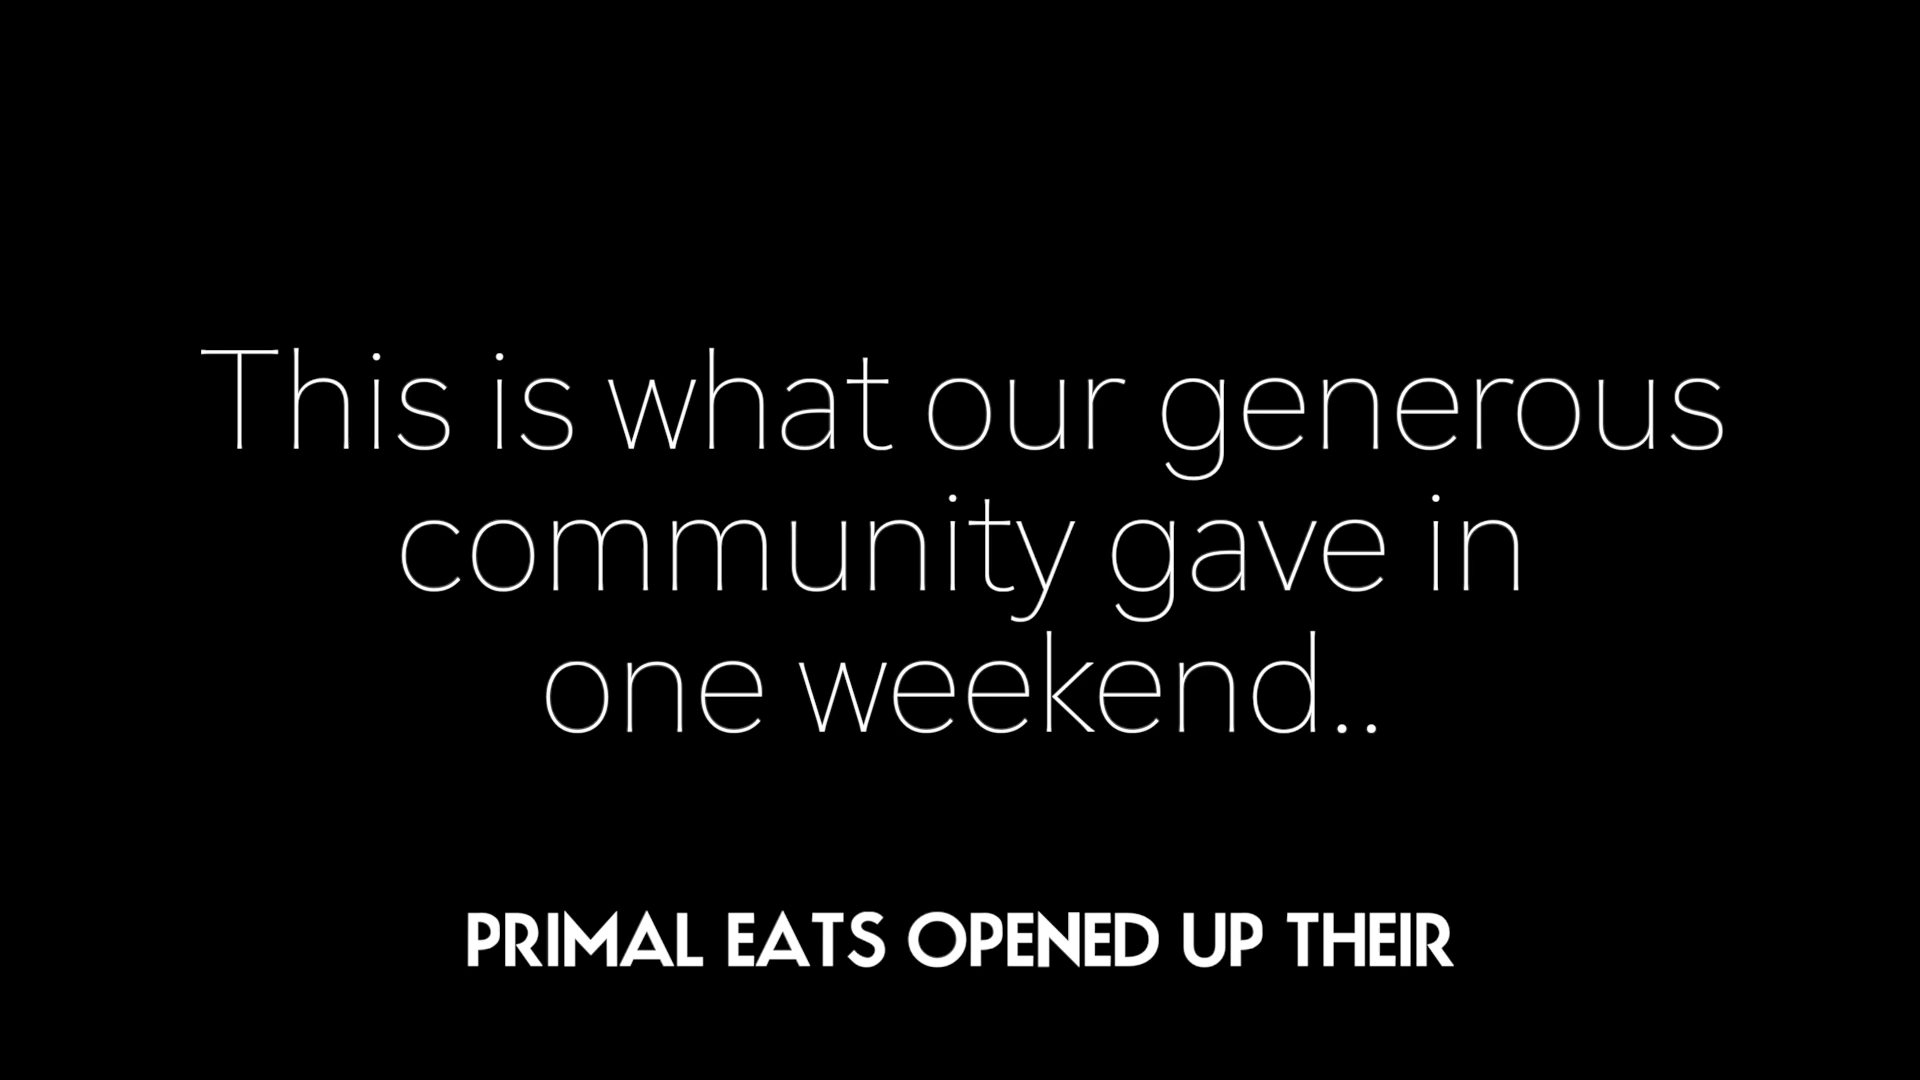 This is what our generous
community gave in
one weekend..
PRIMAL EATS OPENED UP THEIR